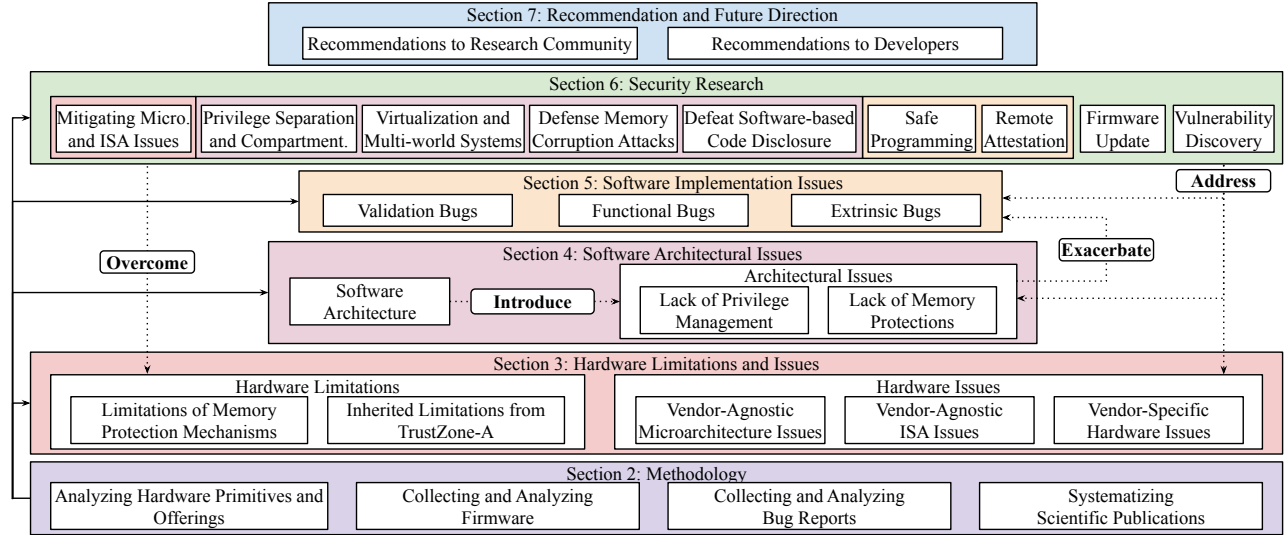 Section 7: Recommendation and Future Direction
Recommendations to Research Community
Recommendations to Developers
Section 6: Security Research
Mitigating Micro.
and ISA Issues
Privilege Separation
and Compartment.
Virtualization and
Multi-world Systems
Defense Memory
Corruption Attacks
Defeat Software-based
Code Disclosure
Safe
Programming
Remote
Attestation
Firmware
Update
Vulnerability
Discovery
Address
Section 5: Software Implementation Issues
Validation Bugs
Functional Bugs
Extrinsic Bugs
Overcome
Exacerbate
Section 4: Software Architectural Issues
Software
Architecture
Introduce
Architectural Issues
Lack of Privilege
Management
Lack of Memory
Protections
Section 3: Hardware Limitations and Issues
Hardware Limitations
Limitations of Memory
Protection Mechanisms
Inherited Limitations from
TrustZone-A
Hardware Issues
Vendor-Agnostic
Microarchitecture Issues
Vendor-Agnostic
ISA Issues
Vendor-Specific
Hardware Issues
Section 2: Methodology
Analyzing Hardware Primitives and
Offerings
Collecting and Analyzing
Firmware
Collecting and Analyzing
Bug Reports
Systematizing
Scientific Publications